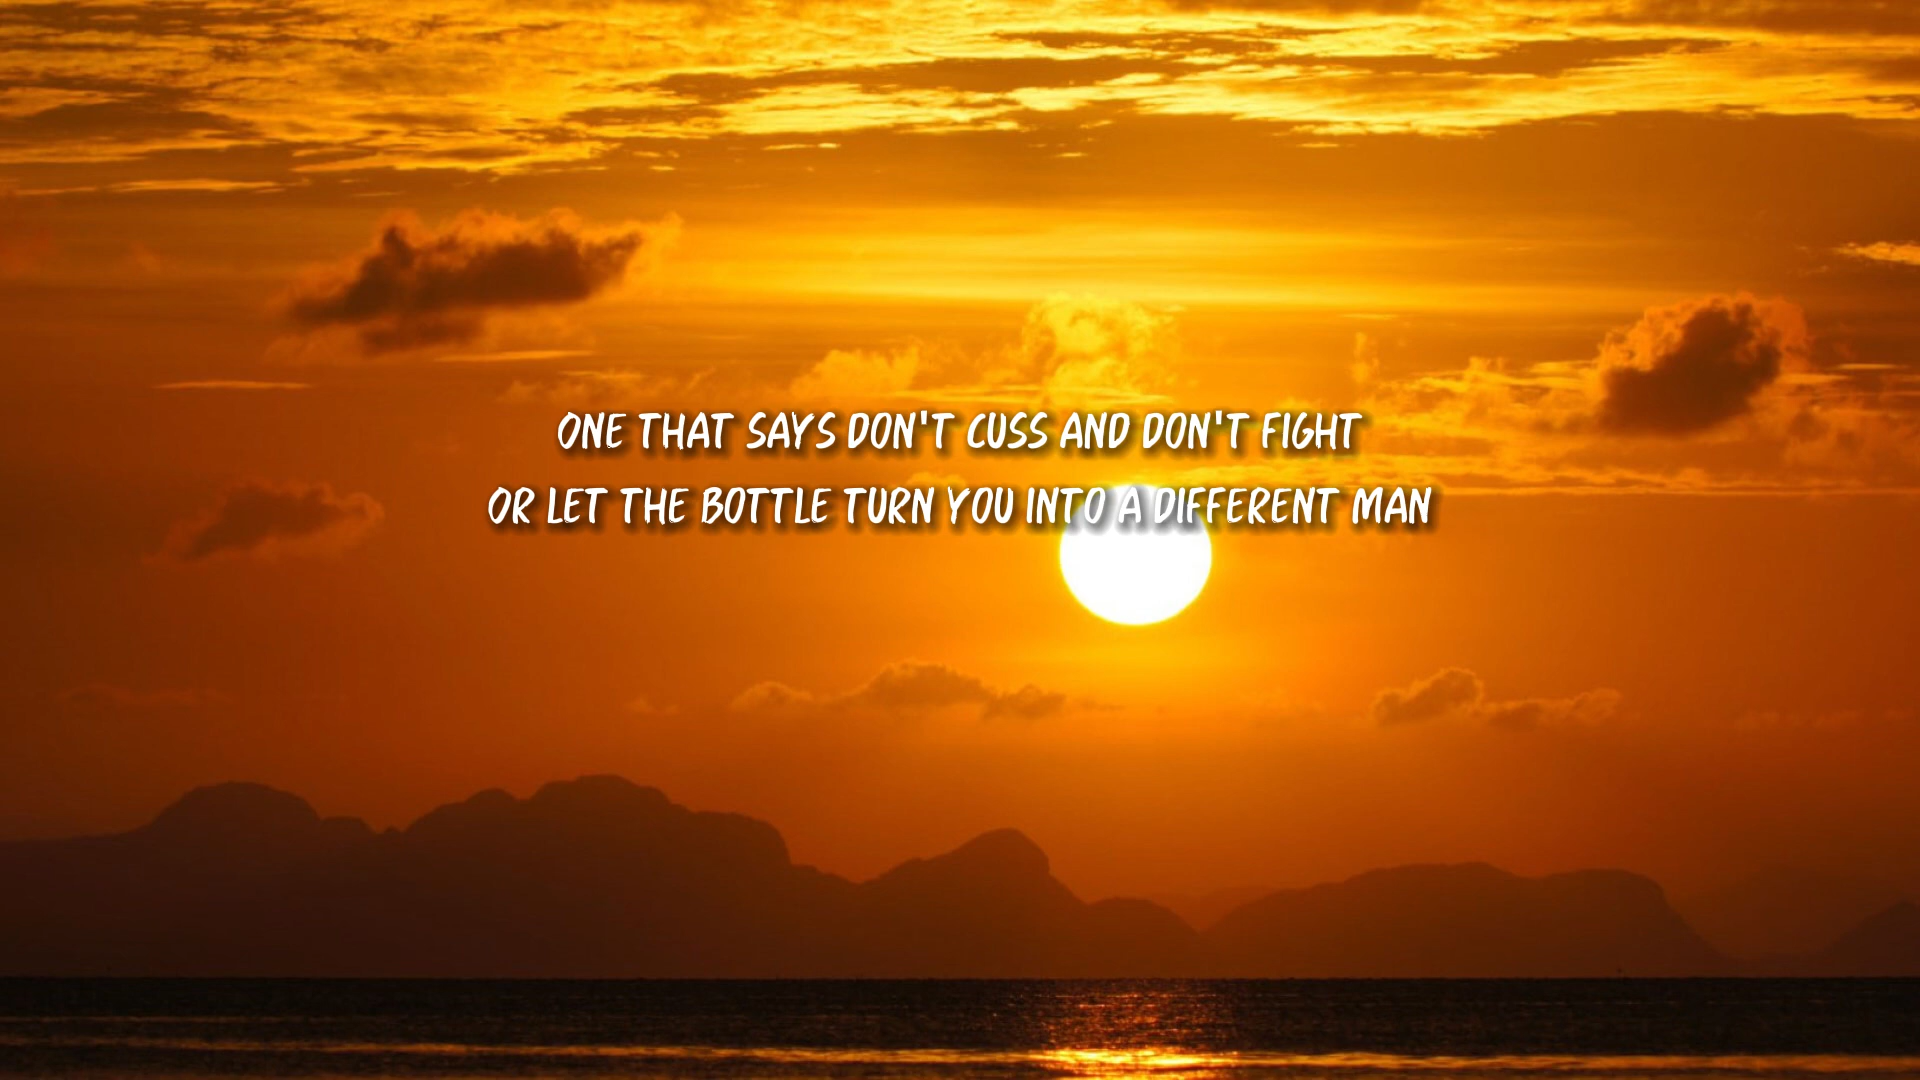 ONE THAT SAYS DON'T CUSS AND DON'T FIGHT
OR LET THE BOTTLE TURN YOU INTO A DIFFERENT MAN